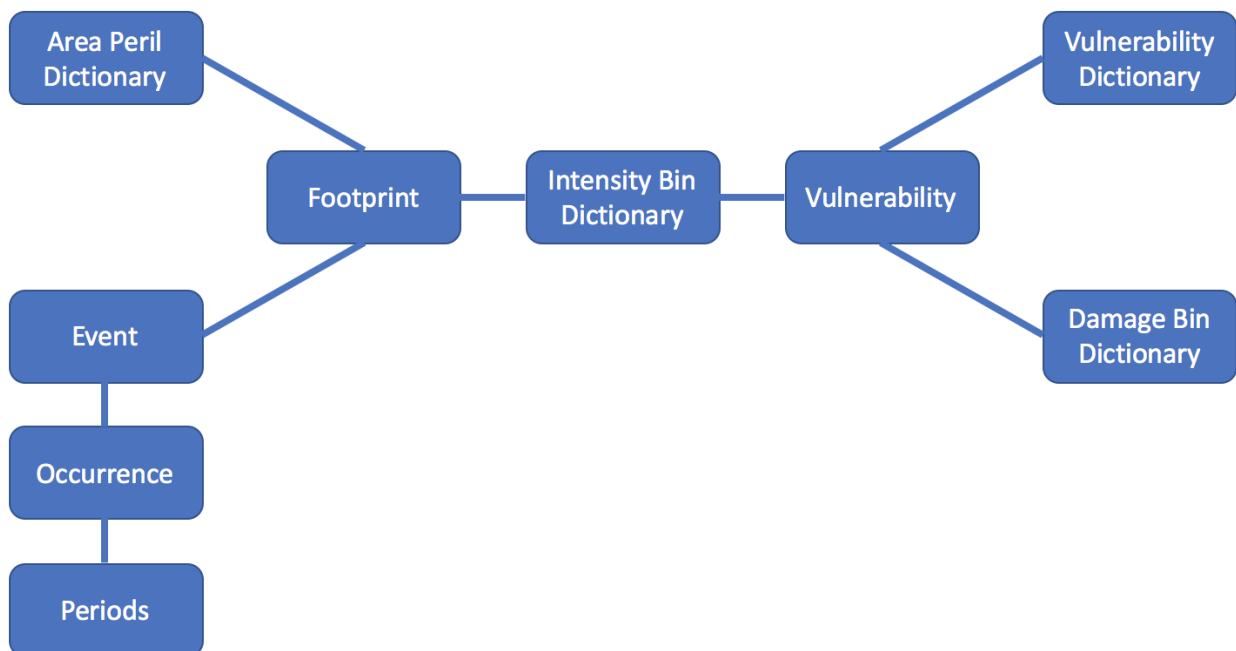 Area Peril
Dictionary
Vulnerability
Dictionary
Footprint
Intensity Bin
Dictionary
Vulnerability
Event
Damage Bin
Dictionary
Occurrence
Periods